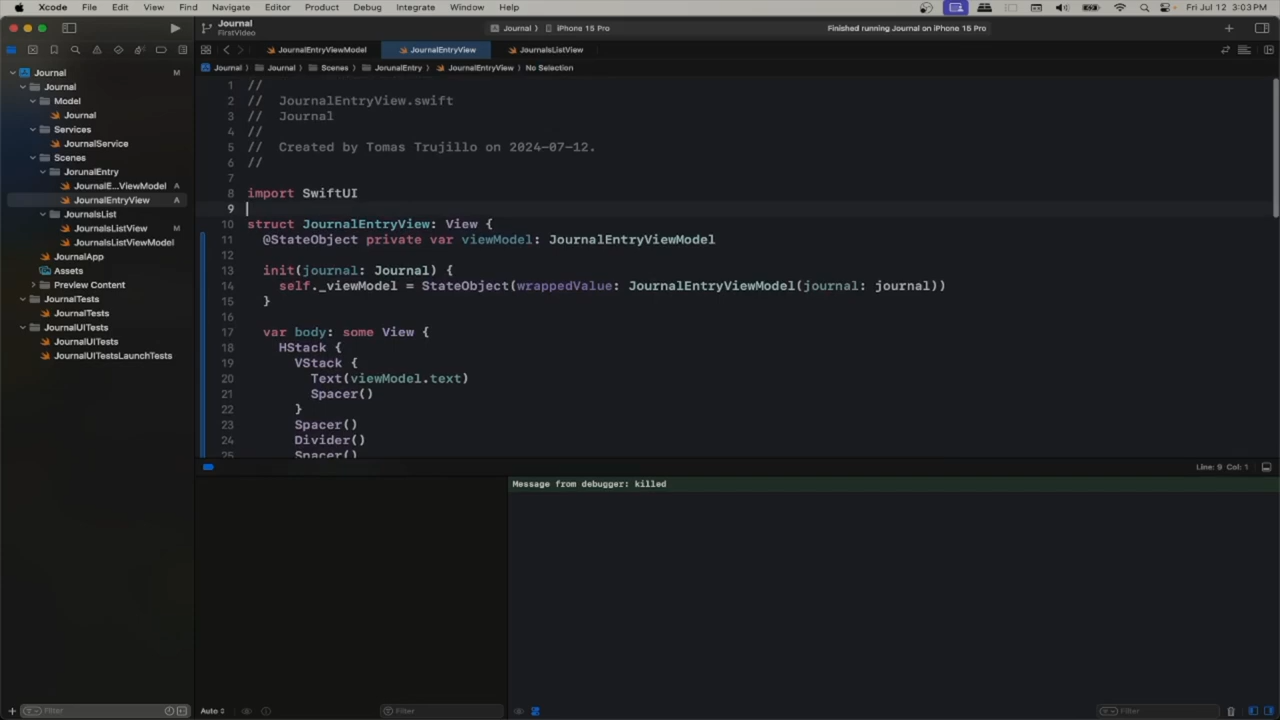 Xcode File Edit View Find Navigate Editor Product Debug Integrate Window Help Fri Jul 12 3:03 PM
Journal
FirstVideo
Journal 〉 iPhone 15 Pro
Finished running Journal on iPhone 15 Pro
JournalEntryViewModel JournalEntryView JournalsListView
Journal 〉 Journal 〉 Scenes 〉 JorunalEntry 〉 JournalEntryView 〉 No Selection
Journal M
Journal
Model
Journal
Services
JournalService
Scenes
JorunalEntry
JournalE...ViewModel A
JournalEntryView A
JournalsList
JournalsListView M
JournalsListViewModel
JournalApp
Assets
Preview Content
JournalTests
JournalTests
JournalUITests
JournalUITests
JournalUITestsLaunchTests
Filter
1 //
2 // JournalEntryView.swift
3 // Journal
4 //
5 // Created by Tomas Trujillo on 2024-07-12.
6 //
7
8 import SwiftUI
9
10 struct JournalEntryView: View {
11 @StateObject private var viewModel: JournalEntryViewModel
12
13 init(journal: Journal) {
14 self._viewModel = StateObject(wrappedValue: JournalEntryViewModel(journal: journal))
15 }
16
17 var body: some View {
18 HStack {
19 VStack {
20 Text(viewModel.text)
21 Spacer()
22 }
23 Spacer()
24 Divider()
25 Spacer()
Line: 9 Col: 1
Message from debugger: killed
Auto Filter Filter